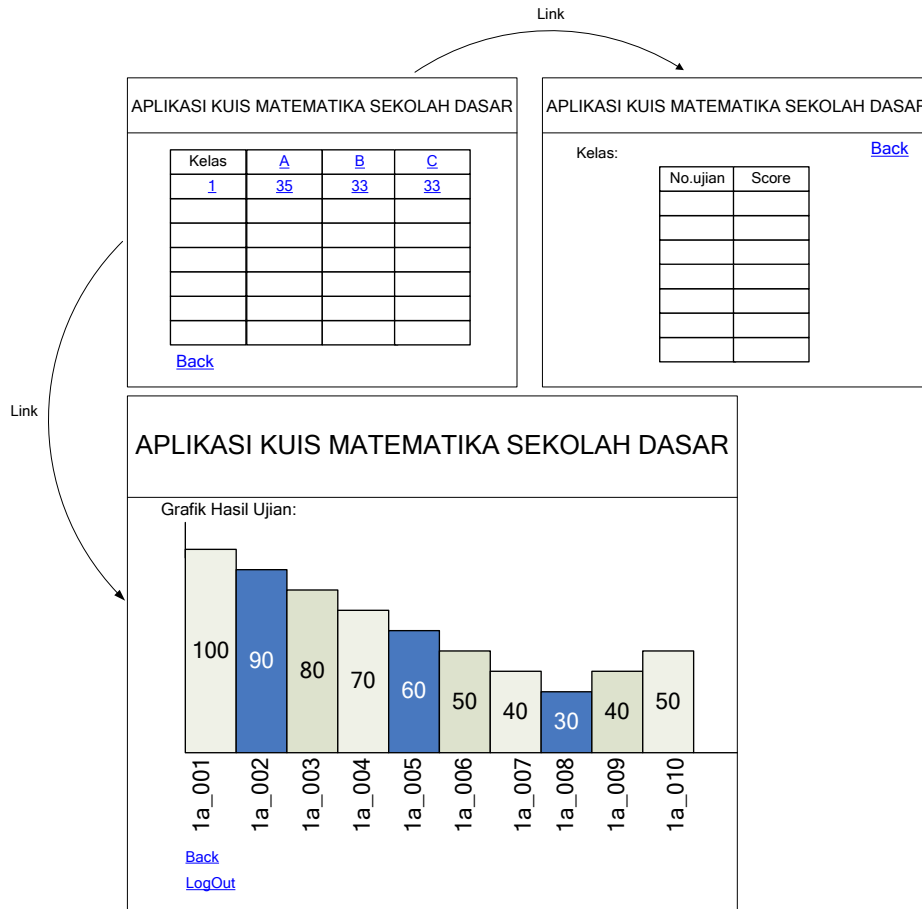 Link
APLIKASI KUIS MATEMATIKA SEKOLAH DASAR
Kelas A B C
1 35 33 33
Back
APLIKASI KUIS MATEMATIKA SEKOLAH DASAR
Back
Kelas:
No.ujian Score
Link
APLIKASI KUIS MATEMATIKA SEKOLAH DASAR
Grafik Hasil Ujian:
100 90 80 70 60 50 40 30 40 50
1a_001 1a_002 1a_003 1a_004 1a_005 1a_006 1a_007 1a_008 1a_009 1a_010
Back
LogOut